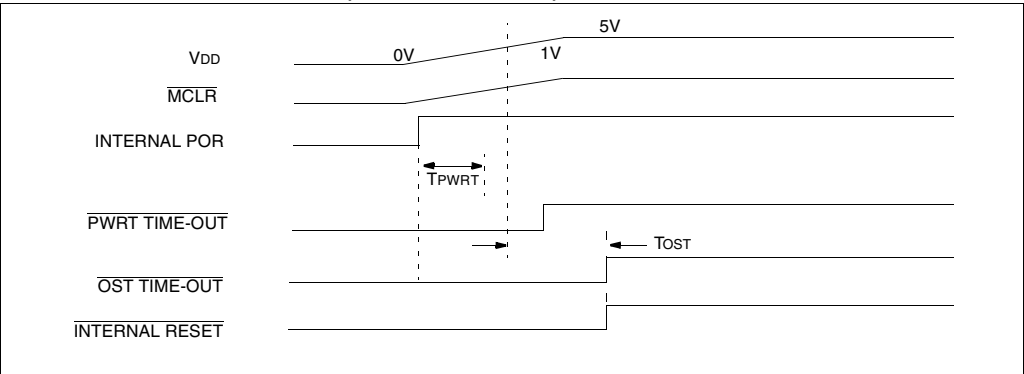 5V
VDD 0V 1V
MCLR
INTERNAL POR
TPWRT
PWRT TIME-OUT
TOST
OST TIME-OUT
INTERNAL RESET